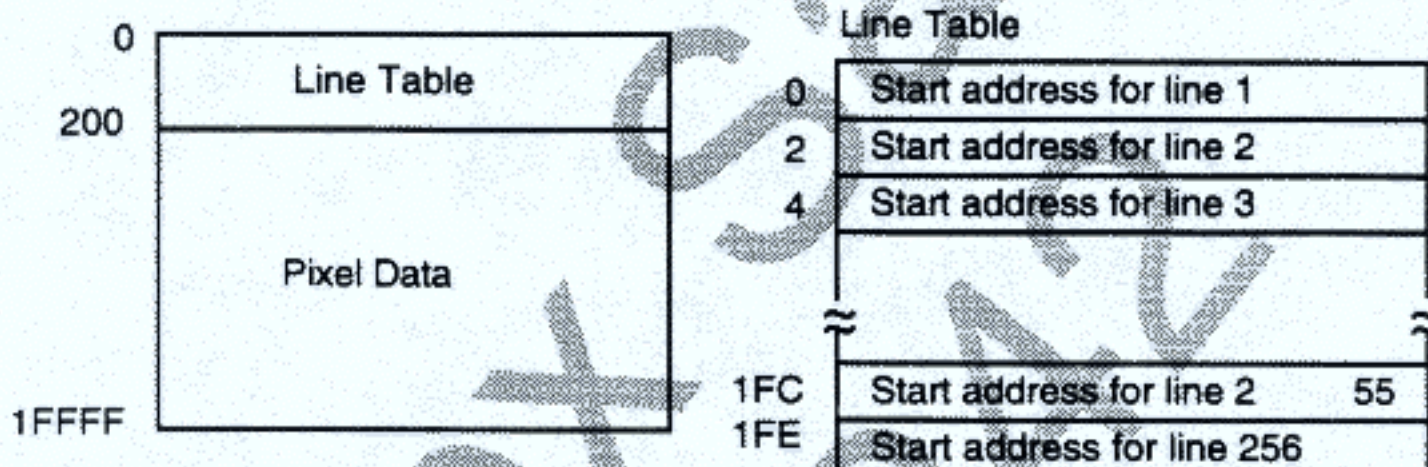 0
Line Table
200
Pixel Data
1FFFF
Line Table
0 Start address for line 1
2 Start address for line 2
4 Start address for line 3
1FC Start address for line 2 55
1FE Start address for line 256